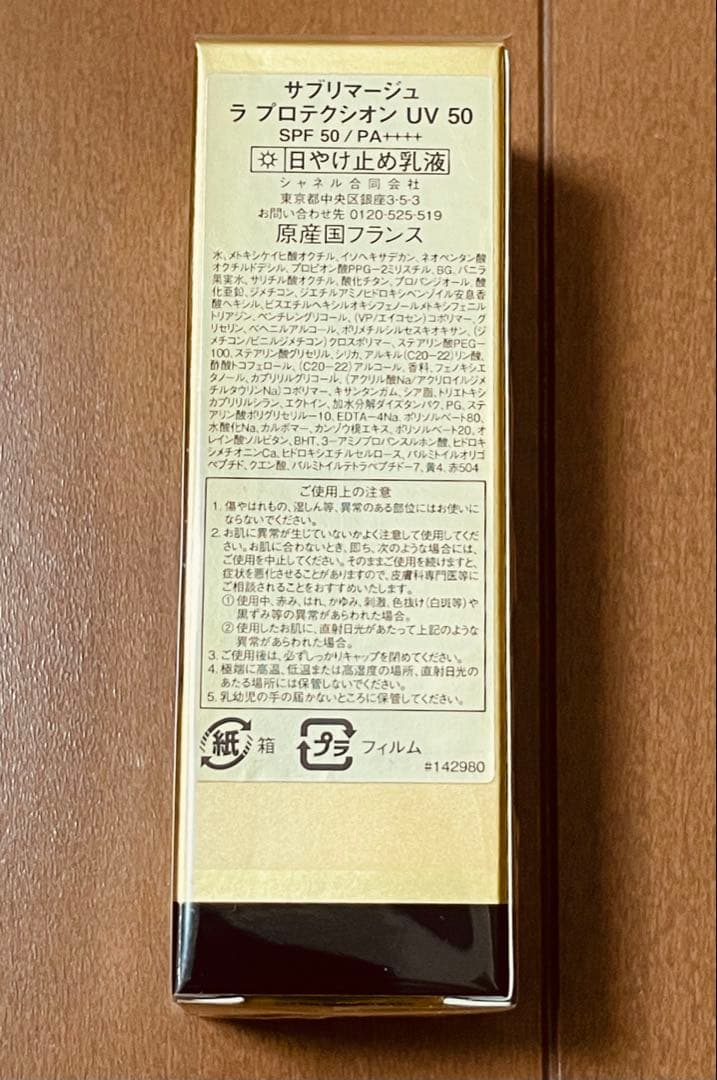 サブリマージュ
ラ プロテクシオン UV 50
SPF 50 / PA++++
日やけ止め乳液
シャネル合同会社
東京都中央区銀座3-5-3
お問い合わせ先 0120-525-519
原産国フランス
水、メトキシケイヒ酸オクチル、イソヘキサデカン、ネオペンタン酸
オクチルドデシル、プロピオン酸PPG-2ミリスチル、BG、バニラ
果実水、サリチル酸オクチル、酸化チタン、プロパンジオール、酸
化亜鉛、ジメチコン、ジエチルアミノヒドロキシベンゾイル安息香
酸ヘキシル、ビスエチルヘキシルオキシフェノールメトキシフェニル
トリアジン、ペンチレングリコール、(VP/エイコセン)コポリマー、グ
リセリン、ベヘニルアルコール、ポリメチルシルセスキオキサン、(ジ
メチコン/ビニルジメチコン)クロスポリマー、ステアリン酸PEG-
100、ステアリン酸グリセリル、シリカ、アルキル(C20-22)リン酸、
酢酸トコフェロール、(C20-22)アルコール、香料、フェノキシエ
タノール、カプリリルグリコール、(アクリル酸Na/アクリロイルジメ
チルタウリンNa)コポリマー、キサンタンガム、シア脂、トリエトキシ
カプリリルシラン、エクトイン、加水分解ダイズタンパク、PG、ステ
アリン酸ポリグリセリル-10、EDTA-4Na、ポリソルベート80、
水酸化Na、カルボマー、カンゾウ根エキス、ポリソルベート20、オ
レイン酸ソルビタン、BHT、3-アミノプロパンスルホン酸、ヒドロキ
シメチオニンCa、ヒドロキシエチルセルロース、パルミトイルオリゴ
ペプチド、クエン酸、パルミトイルテトラペプチド-7、黄4、赤504
ご使用上の注意
1. 傷やはれもの、湿しん等、異常のある部位にはお使いに
ならないでください。
2. お肌に異常が生じていないかよく注意して使用してくだ
さい。お肌に合わないとき、即ち、次のような場合には、
ご使用を中止してください。そのままご使用を続けますと、
症状を悪化させることがありますので、皮膚科専門医等に
ご相談されることをおすすめいたします。
① 使用中、赤み、はれ、かゆみ、刺激、色抜け(白斑等)や
黒ずみ等の異常があらわれた場合。
② 使用したお肌に、直射日光があたって上記のような
異常があらわれた場合。
3. ご使用後は、必ずしっかりキャップを閉めてください。
4. 極端に高温、低温または高湿度の場所、直射日光の
あたる場所には保管しないでください。
5. 乳幼児の手の届かないところに保管してください。
紙 箱 プラ フィルム
#142980